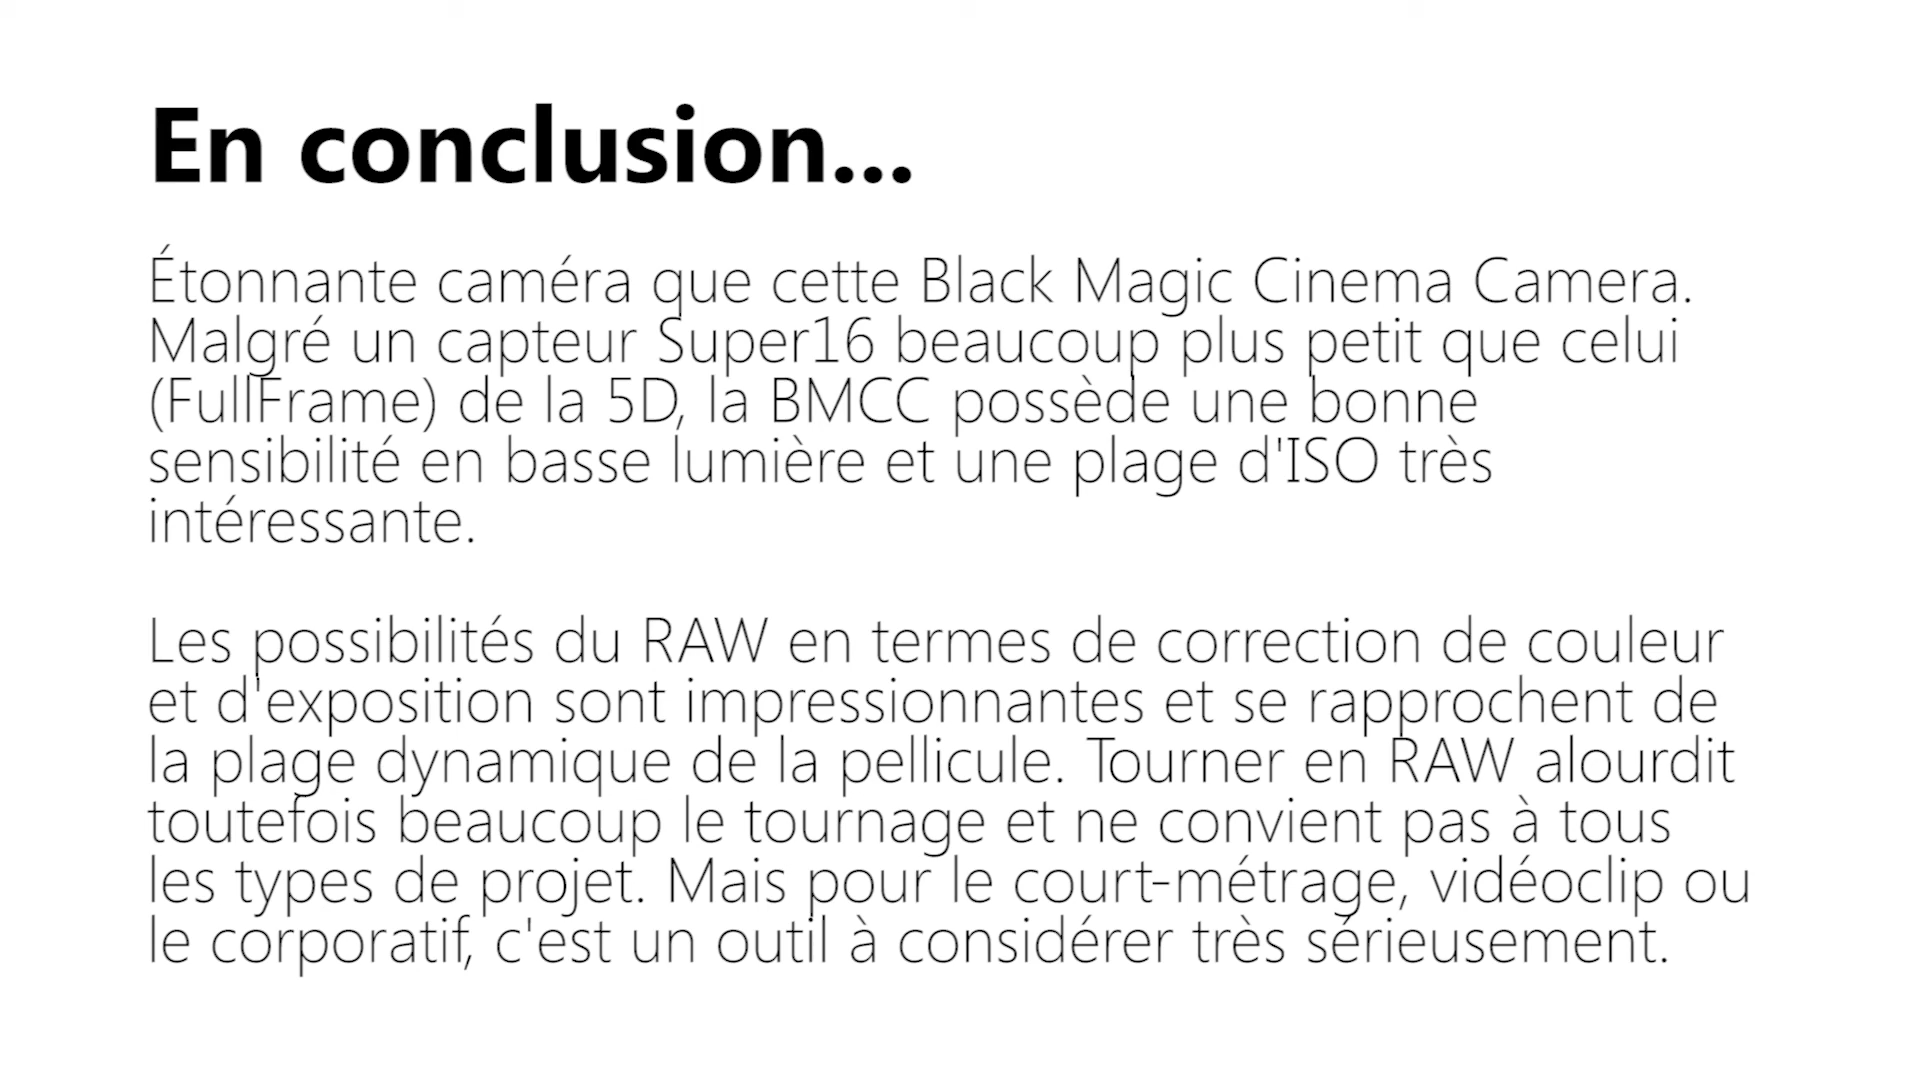 En conclusion...
Étonnante caméra que cette Black Magic Cinema Camera.
Malgré un capteur Super16 beaucoup plus petit que celui
(FullFrame) de la 5D, la BMCC possède une bonne
sensibilité en basse lumière et une plage d'ISO très
intéressante.
Les possibilités du RAW en termes de correction de couleur
et d'exposition sont impressionnantes et se rapprochent de
la plage dynamique de la pellicule. Tourner en RAW alourdit
toutefois beaucoup le tournage et ne convient pas à tous
les types de projet. Mais pour le court-métrage, vidéoclip ou
le corporatif, c'est un outil à considérer très sérieusement.